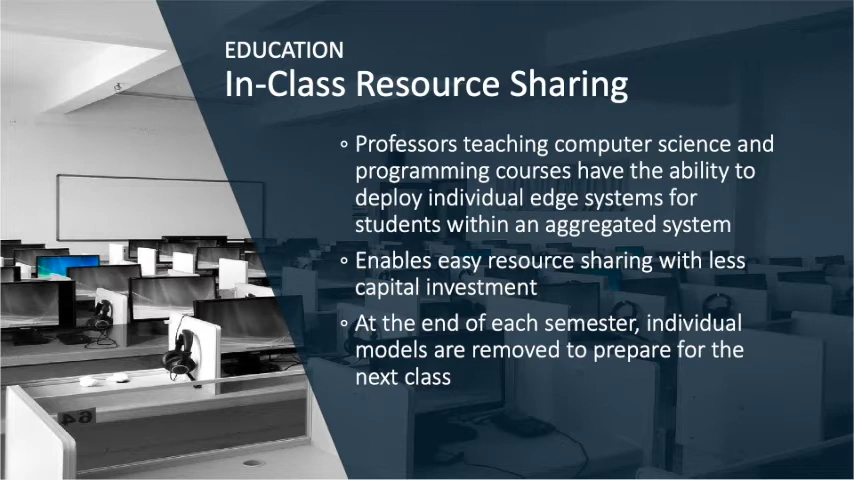 EDUCATION
In-Class Resource Sharing
◦ Professors teaching computer science and
programming courses have the ability to
deploy individual edge systems for
students within an aggregated system
◦ Enables easy resource sharing with less
capital investment
◦ At the end of each semester, individual
models are removed to prepare for the
next class
64